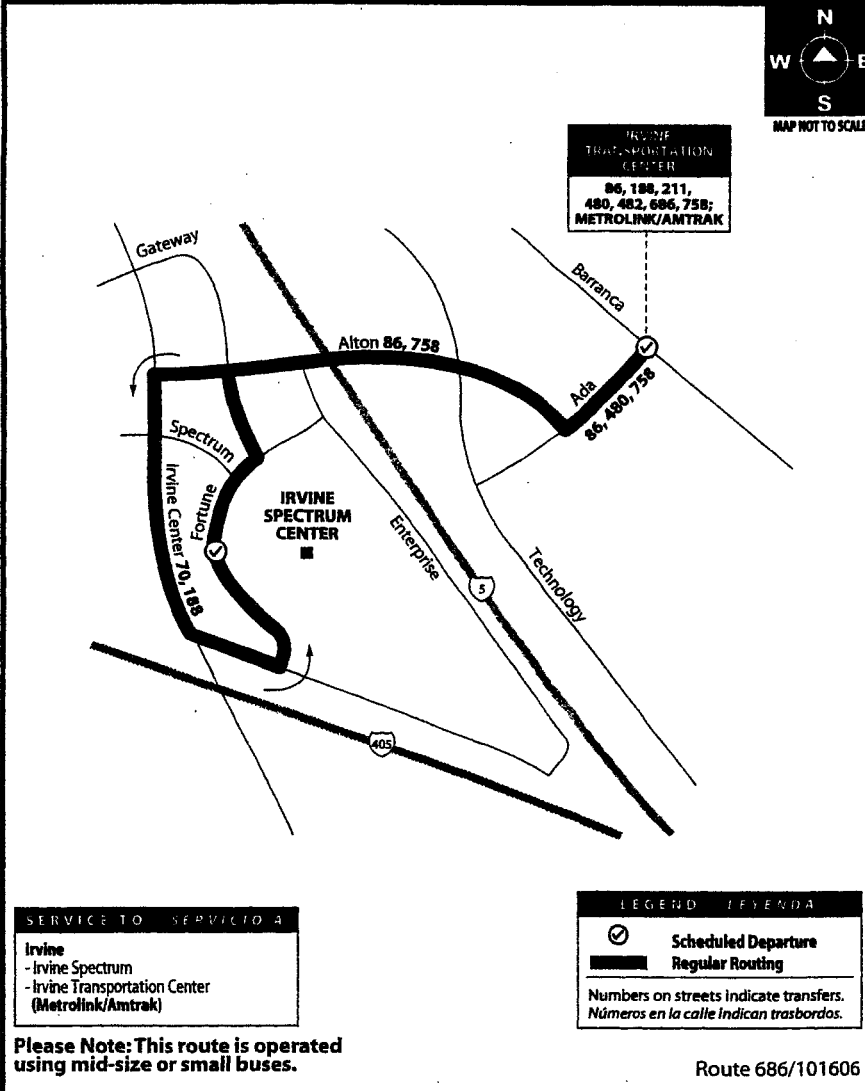 N
W E
S
MAP NOT TO SCALE
IRVINE
TRANSPORTATION
CENTER
86, 188, 211,
480, 482, 686, 758;
METROLINK/AMTRAK
Gateway
Barranca
Alton 86, 758
Ada
86, 480, 758
Spectrum
Irvine Center 70, 188
Fortune
IRVINE
SPECTRUM
CENTER
Enterprise
5
Technology
405
SERVICE TO SERVICIO A
Irvine
- Irvine Spectrum
- Irvine Transportation Center
(Metrolink/Amtrak)
Please Note: This route is operated
using mid-size or small buses.
LEGEND LEYENDA
Scheduled Departure
Regular Routing
Numbers on streets indicate transfers.
Números en la calle indican trasbordos.
Route 686/101606